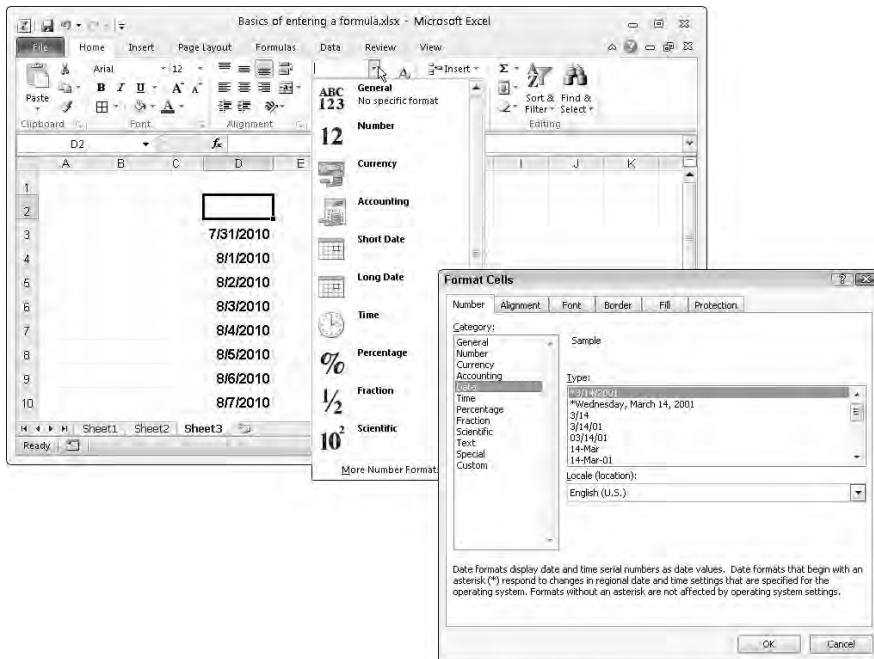 Basics of entering a formula.xlsx - Microsoft Excel
File Home Insert Page Layout Formulas Data Review View
Arial 12 Insert
Paste B I U A A Sort & Find &
A Filter Select
Clipboard Font Alignment Editing
D2 fx
A B C D E I J K
1
2
3 7/31/2010
4 8/1/2010
5 8/2/2010
6 8/3/2010
7 8/4/2010
8 8/5/2010
9 8/6/2010
10 8/7/2010
Sheet1 Sheet2 Sheet3
Ready
ABC
123
General
No specific format
12 Number
Currency
Accounting
Short Date
Long Date
Time
% Percentage
1/2 Fraction
10² Scientific
More Number Format
Format Cells
Number Alignment Font Border Fill Protection
Category:
General
Number
Currency
Accounting
Date
Time
Percentage
Fraction
Scientific
Text
Special
Custom
Sample
Type:
*3/14/2001
*Wednesday, March 14, 2001
3/14
3/14/01
03/14/01
14-Mar
14-Mar-01
Locale (location):
English (U.S.)
Date formats display date and time serial numbers as date values. Date formats that begin with an
asterisk (*) respond to changes in regional date and time settings that are specified for the
operating system. Formats without an asterisk are not affected by operating system settings.
OK Cancel